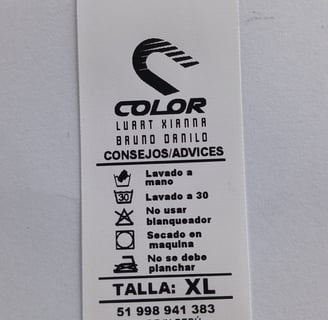 COLOR
LUART XIANNA
BRUNO DANILO
CONSEJOS/ADVICES
Lavado a
mano
30 Lavado a 30
No usar
blanqueador
Secado en
maquina
No se debe
planchar
TALLA: XL
51 998 941 383